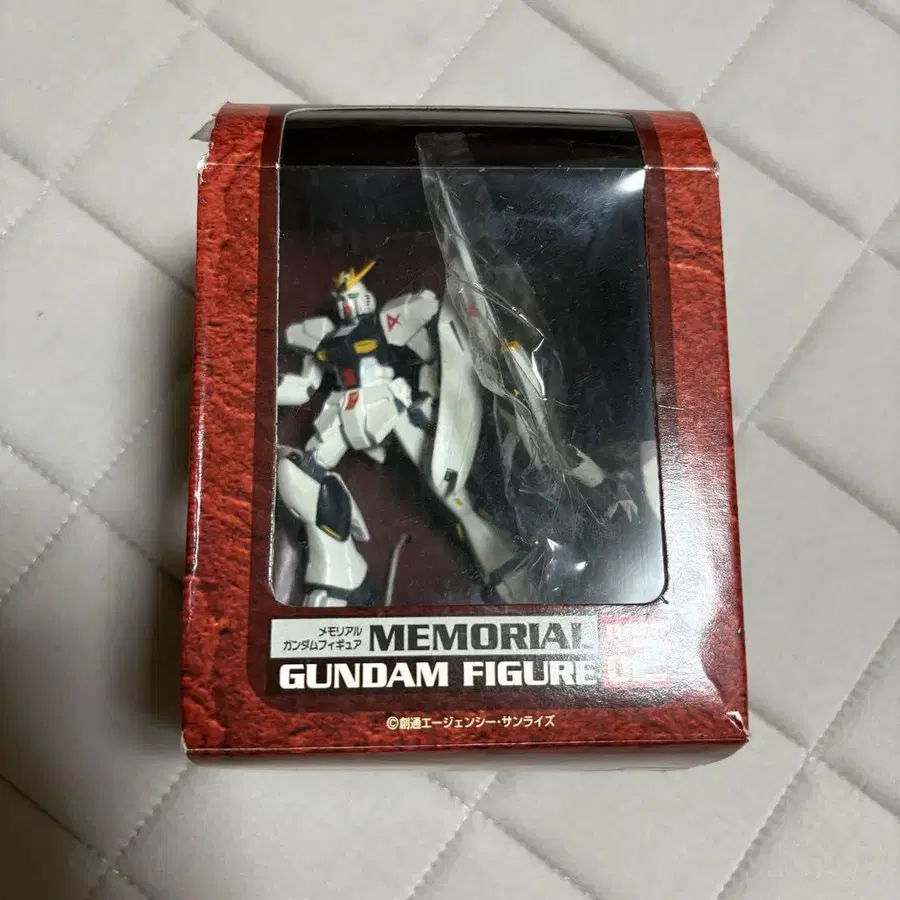 メモリアル
ガンダムフィギュア MEMORIAL
GUNDAM FIGURE
©創通エージェンシー・サンライズ